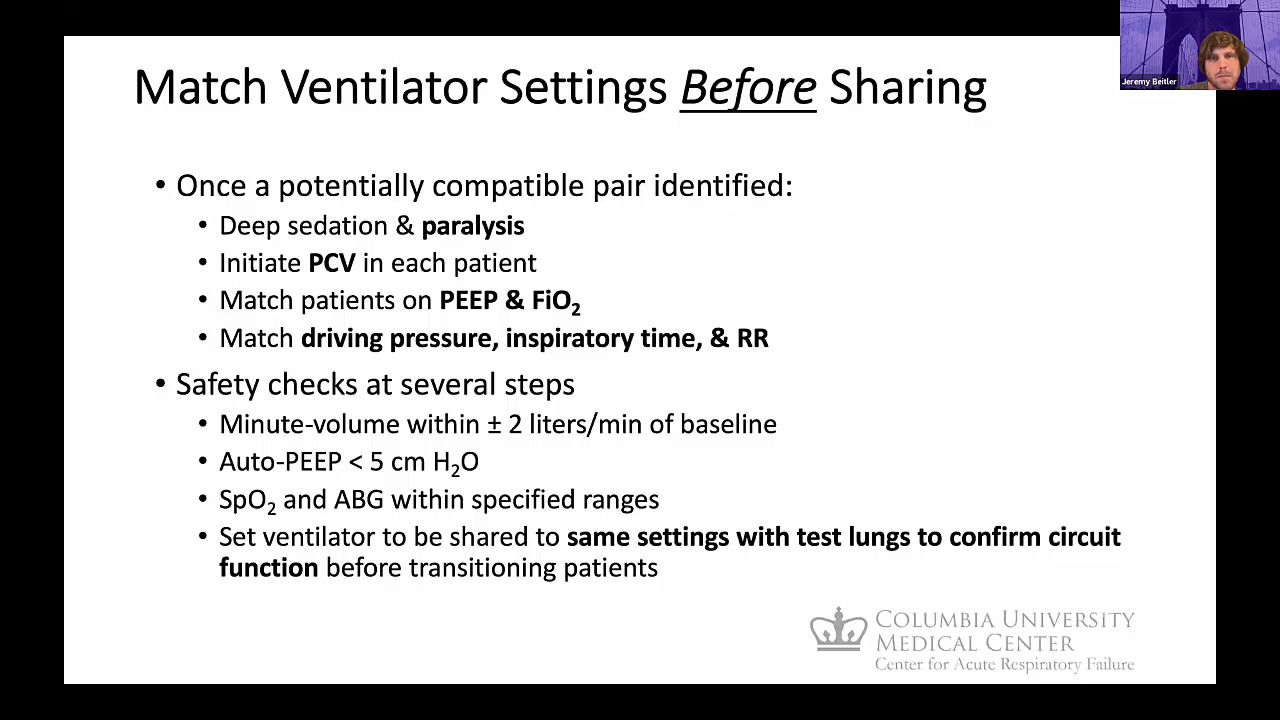 Jeremy Beitler
Match Ventilator Settings Before Sharing
• Once a potentially compatible pair identified:
• Deep sedation & paralysis
• Initiate PCV in each patient
• Match patients on PEEP & FiO₂
• Match driving pressure, inspiratory time, & RR
• Safety checks at several steps
• Minute-volume within ± 2 liters/min of baseline
• Auto-PEEP < 5 cm H₂O
• SpO₂ and ABG within specified ranges
• Set ventilator to be shared to same settings with test lungs to confirm circuit
function before transitioning patients
COLUMBIA UNIVERSITY
MEDICAL CENTER
Center for Acute Respiratory Failure